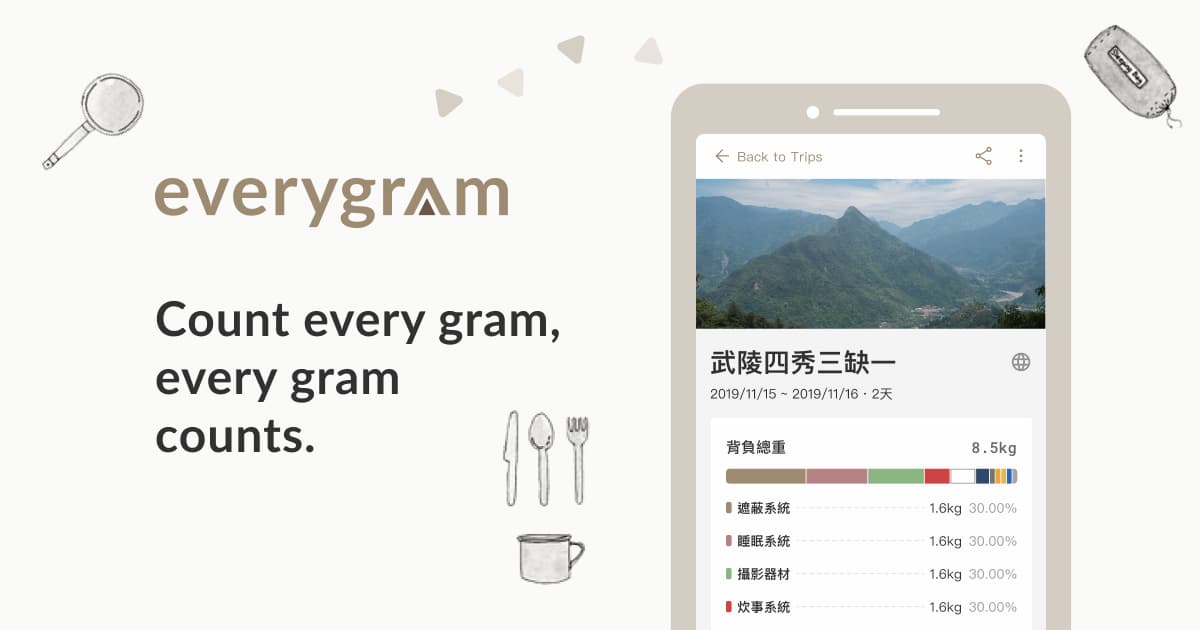 everygram
Count every gram,
every gram
counts.
Sleeping Bag
Back to Trips
武陵四秀三缺一
2019/11/15 ~ 2019/11/16・2天
背負總重 8.5kg
遮蔽系統 1.6kg 30.00%
睡眠系統 1.6kg 30.00%
攝影器材 1.6kg 30.00%
炊事系統 1.6kg 30.00%